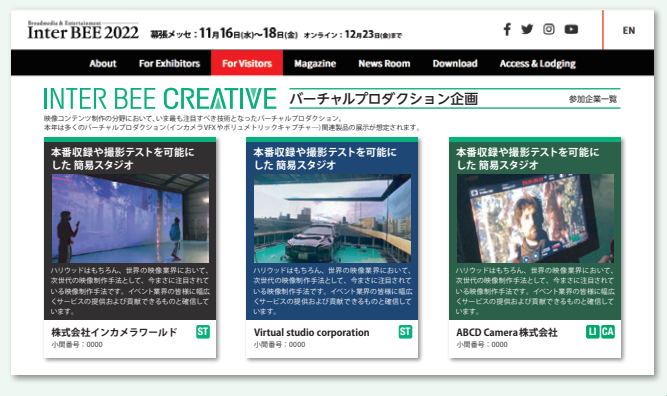 Broadmedia & Entertainment
Inter BEE 2022
幕張メッセ：11月16日(水)〜18日(金) オンライン：12月23日(金)まで
EN
About For Exhibitors For Visitors Magazine News Room Download Access & Lodging
INTER BEE CREATIVE バーチャルプロダクション企画 参加企業一覧
映像コンテンツ制作の分野において、いま最も注目すべき技術となったバーチャルプロダクション。
本年は多くのバーチャルプロダクション（インカメラVFXやボリュメトリックキャプチャ…）関連製品の展示が想定されます。
本番収録や撮影テストを可能に
した 簡易スタジオ
ハリウッドはもちろん、世界の映像業界において、
次世代の映像制作手法として、今まさに注目されて
いる映像制作手法です。イベント業界の皆様に幅広
くサービスの提供および貢献できるものと確信して
います。
株式会社インカメラワールド ST
小間番号：0000
本番収録や撮影テストを可能に
した 簡易スタジオ
ハリウッドはもちろん、世界の映像業界において、
次世代の映像制作手法として、今まさに注目されて
いる映像制作手法です。イベント業界の皆様に幅広
くサービスの提供および貢献できるものと確信して
います。
Virtual studio corporation ST
小間番号：0000
本番収録や撮影テストを可能に
した 簡易スタジオ
ハリウッドはもちろん、世界の映像業界において、
次世代の映像制作手法として、今まさに注目されて
いる映像制作手法です。イベント業界の皆様に幅広
くサービスの提供および貢献できるものと確信して
います。
ABCD Camera 株式会社 LI CA
小間番号：0000